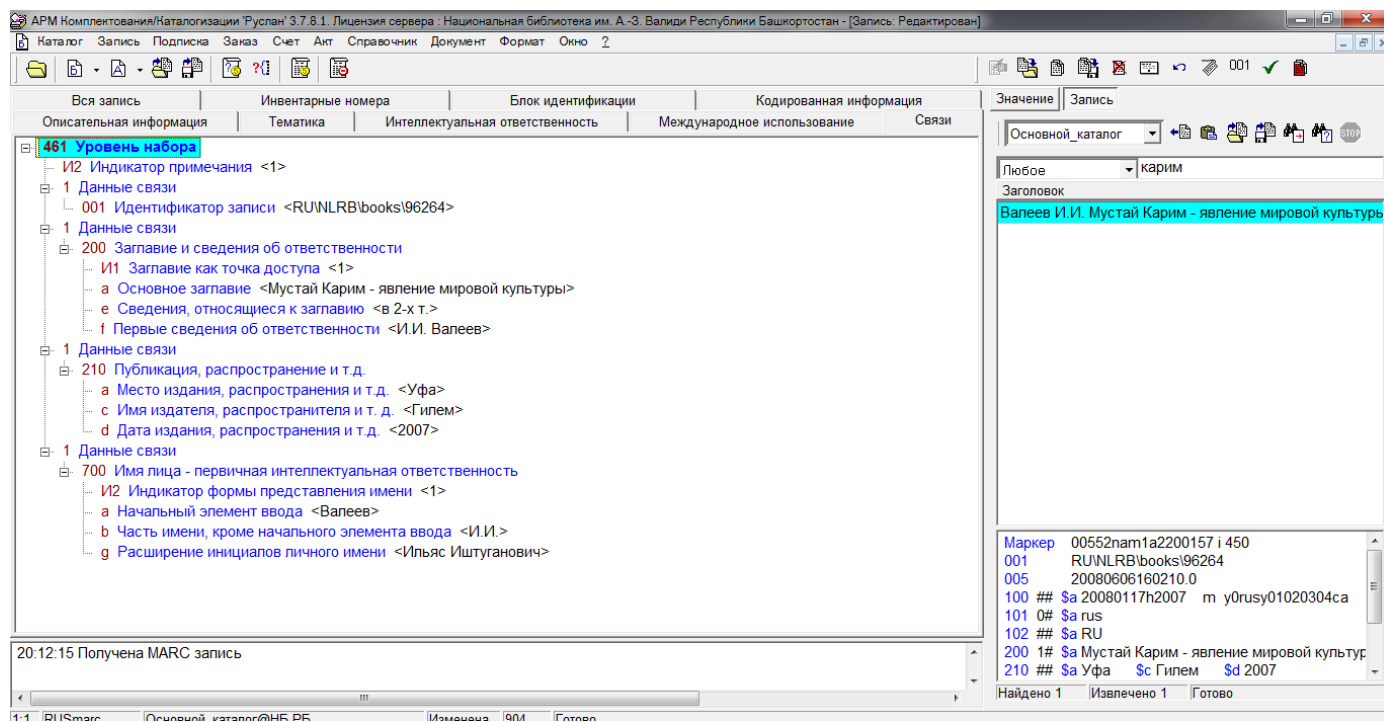 АРМ Комплектования/Каталогизации 'Руслан' 3.7.8.1. Лицензия сервера : Национальная библиотека им. А.-З. Валиди Республики Башкортостан - [Запись: Редактирован]
Каталог Запись Подписка Заказ Счет Акт Справочник Документ Формат Окно ?
001
Вся запись Инвентарные номера Блок идентификации Кодированная информация
Описательная информация Тематика Интеллектуальная ответственность Международное использование Связи
461 Уровень набора
И2 Индикатор примечания <1>
1 Данные связи
001 Идентификатор записи <RU\NLRB\books\96264>
1 Данные связи
200 Заглавие и сведения об ответственности
И1 Заглавие как точка доступа <1>
a Основное заглавие <Мустай Карим - явление мировой культуры>
e Сведения, относящиеся к заглавию <в 2-х т.>
f Первые сведения об ответственности <И.И. Валеев>
1 Данные связи
210 Публикация, распространение и т.д.
a Место издания, распространения и т.д. <Уфа>
c Имя издателя, распространителя и т. д. <Гилем>
d Дата издания, распространения и т.д. <2007>
1 Данные связи
700 Имя лица - первичная интеллектуальная ответственность
И2 Индикатор формы представления имени <1>
a Начальный элемент ввода <Валеев>
b Часть имени, кроме начального элемента ввода <И.И.>
g Расширение инициалов личного имени <Ильяс Иштуганович>
20:12:15 Получена MARC запись
Значение Запись
Основной_каталог STOP
Любое карим
Заголовок
Валеев И.И. Мустай Карим - явление мировой культуры
Маркер 00552nam1a2200157 i 450
001 RU\NLRB\books\96264
005 20080606160210.0
100 ## $a 20080117h2007 m y0rusy01020304ca
101 0# $a rus
102 ## $a RU
200 1# $a Мустай Карим - явление мировой культур
210 ## $a Уфа $c Гилем $d 2007
Найдено 1 Извлечено 1 Готово
1:1 RUSmarc Основной_каталог@НБ РБ Изменена 904 Готово